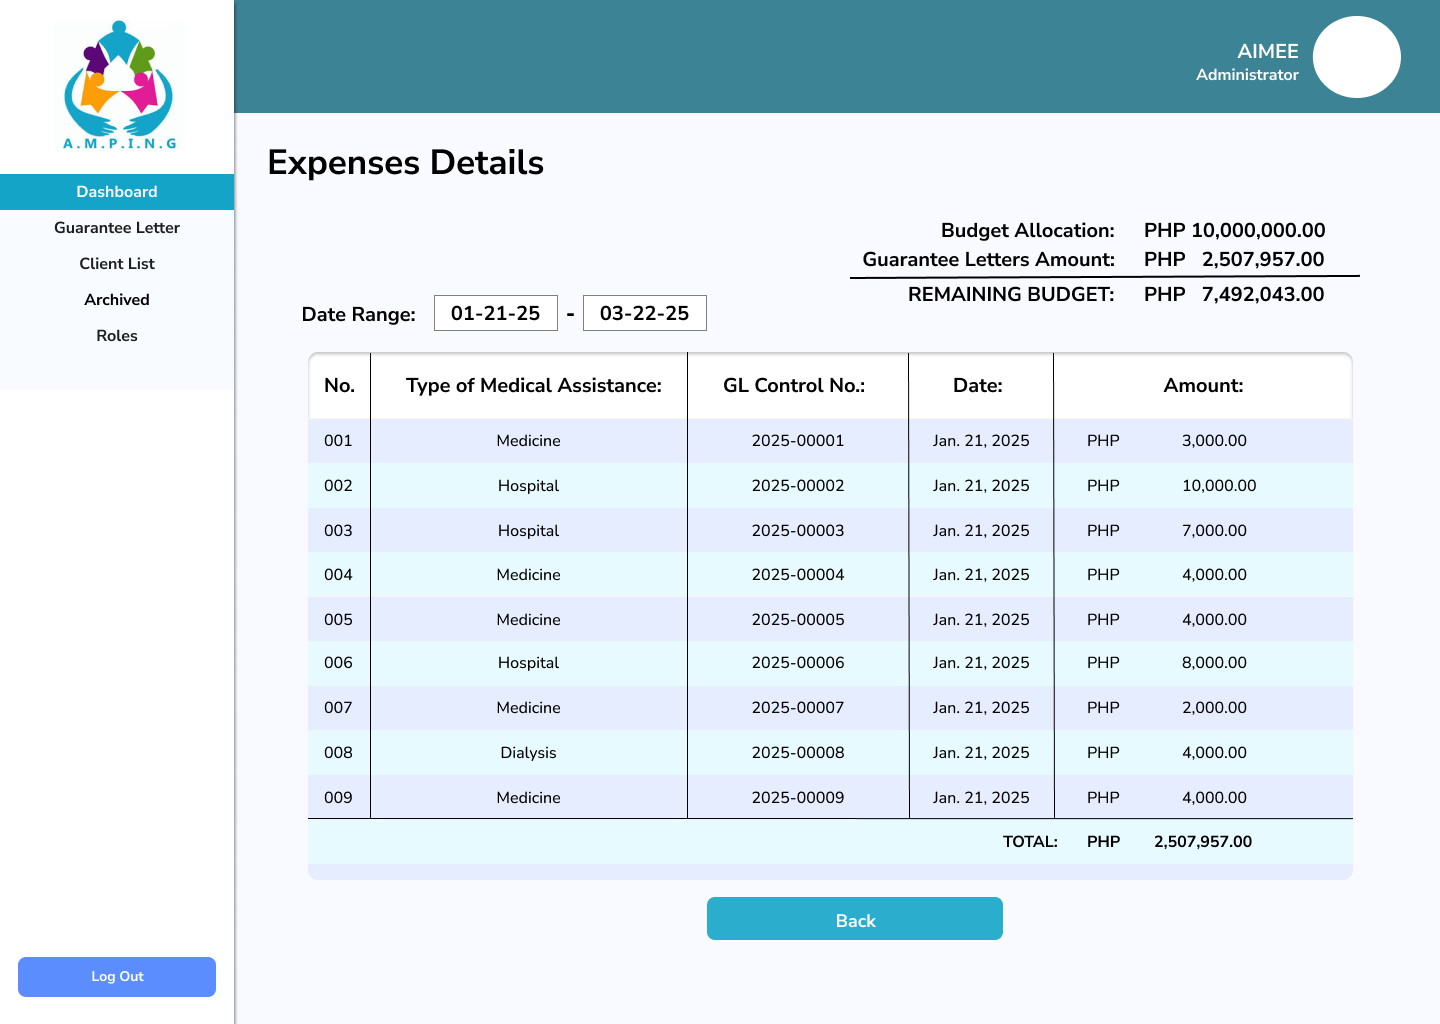 A.M.P.I.N.G
AIMEE
Administrator
Dashboard
Guarantee Letter
Client List
Archived
Roles
Log Out
Expenses Details
Budget Allocation: PHP 10,000,000.00
Guarantee Letters Amount: PHP 2,507,957.00
REMAINING BUDGET: PHP 7,492,043.00
Date Range: 01-21-25 - 03-22-25
No. Type of Medical Assistance: GL Control No.: Date: Amount:
001 Medicine 2025-00001 Jan. 21, 2025 PHP 3,000.00
002 Hospital 2025-00002 Jan. 21, 2025 PHP 10,000.00
003 Hospital 2025-00003 Jan. 21, 2025 PHP 7,000.00
004 Medicine 2025-00004 Jan. 21, 2025 PHP 4,000.00
005 Medicine 2025-00005 Jan. 21, 2025 PHP 4,000.00
006 Hospital 2025-00006 Jan. 21, 2025 PHP 8,000.00
007 Medicine 2025-00007 Jan. 21, 2025 PHP 2,000.00
008 Dialysis 2025-00008 Jan. 21, 2025 PHP 4,000.00
009 Medicine 2025-00009 Jan. 21, 2025 PHP 4,000.00
TOTAL: PHP 2,507,957.00
Back